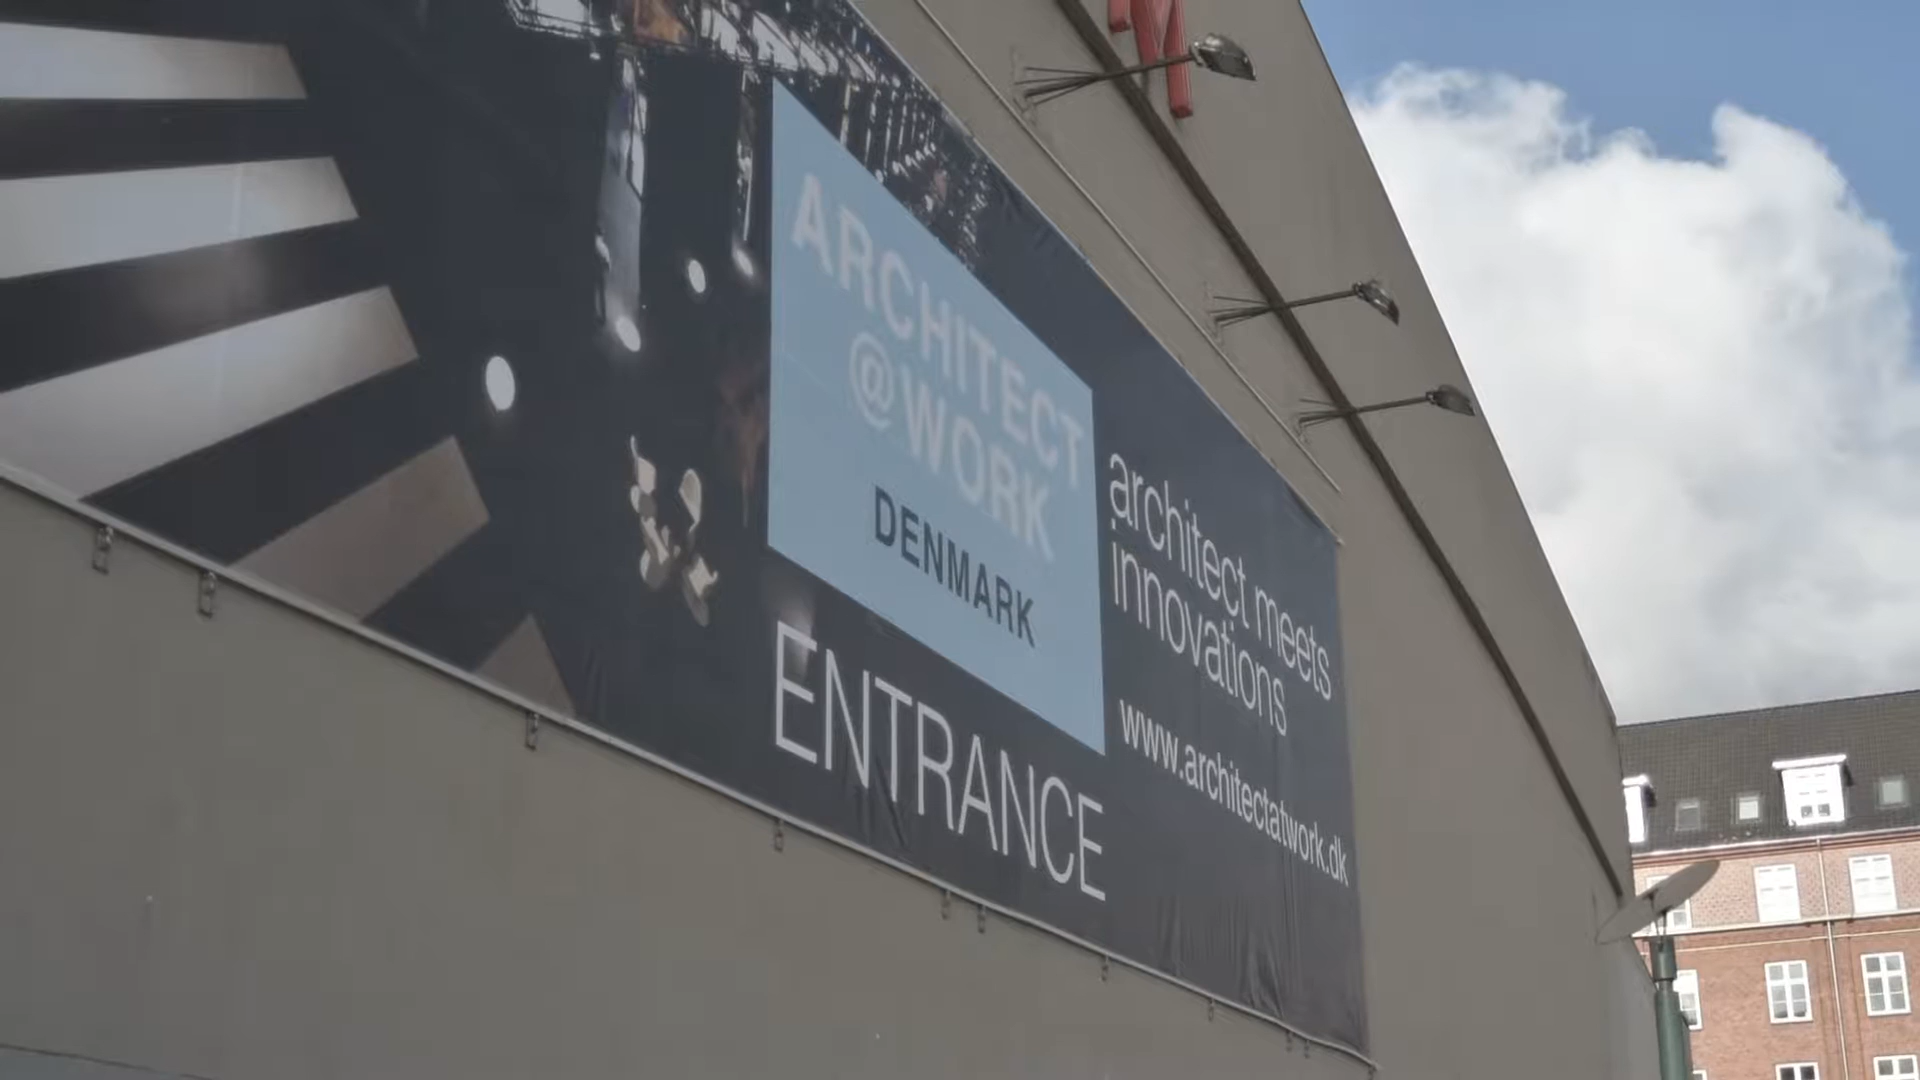 ARCHITECT
@WORK
DENMARK
ENTRANCE
architect meets
innovations
www.architectatwork.dk